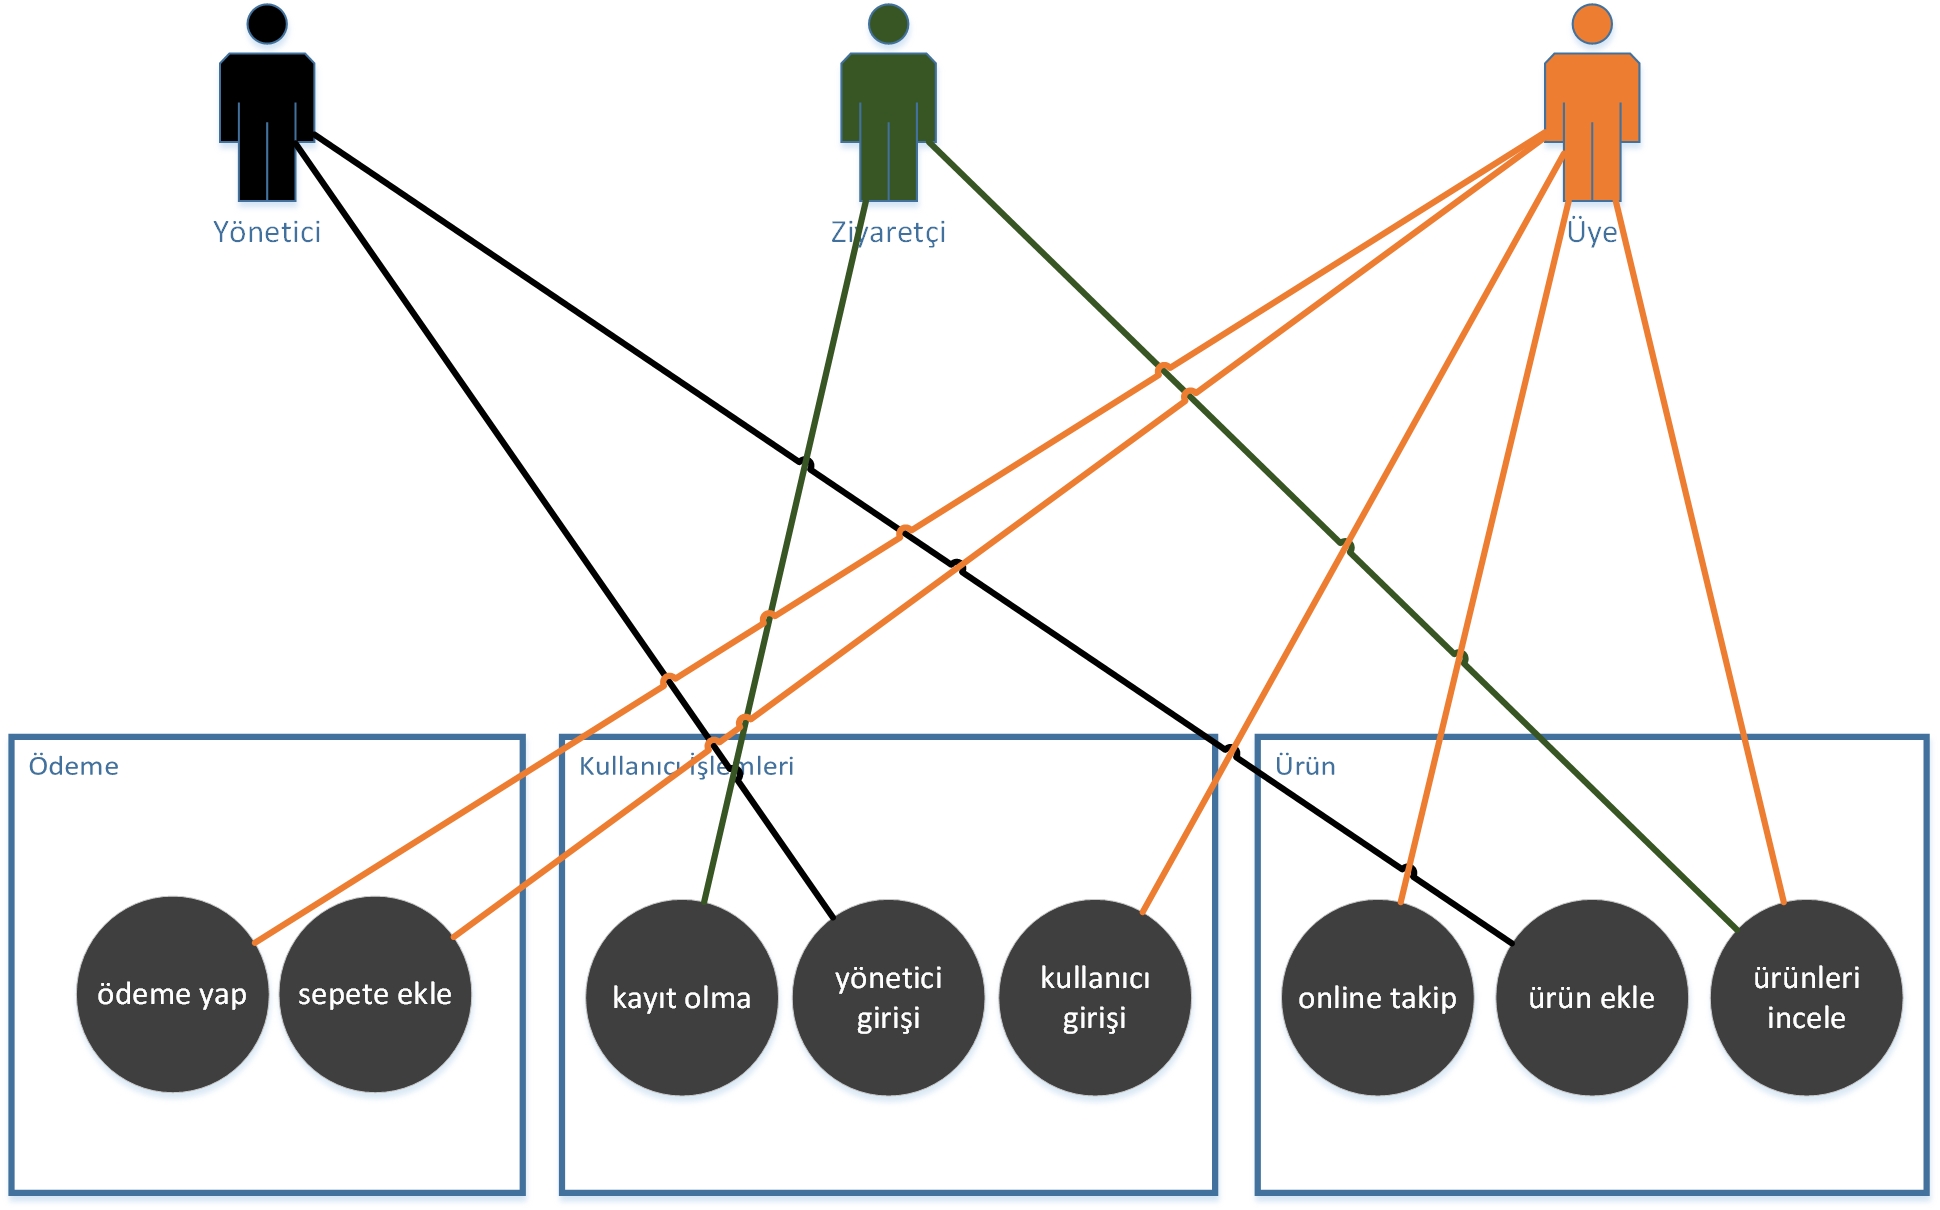 Yönetici
Ziyaretçi
Üye
Ödeme
Kullanıcı İşlemleri
Ürün
ödeme yap
sepete ekle
kayıt olma
yönetici
girişi
kullanıcı
girişi
online takip
ürün ekle
ürünleri
incele